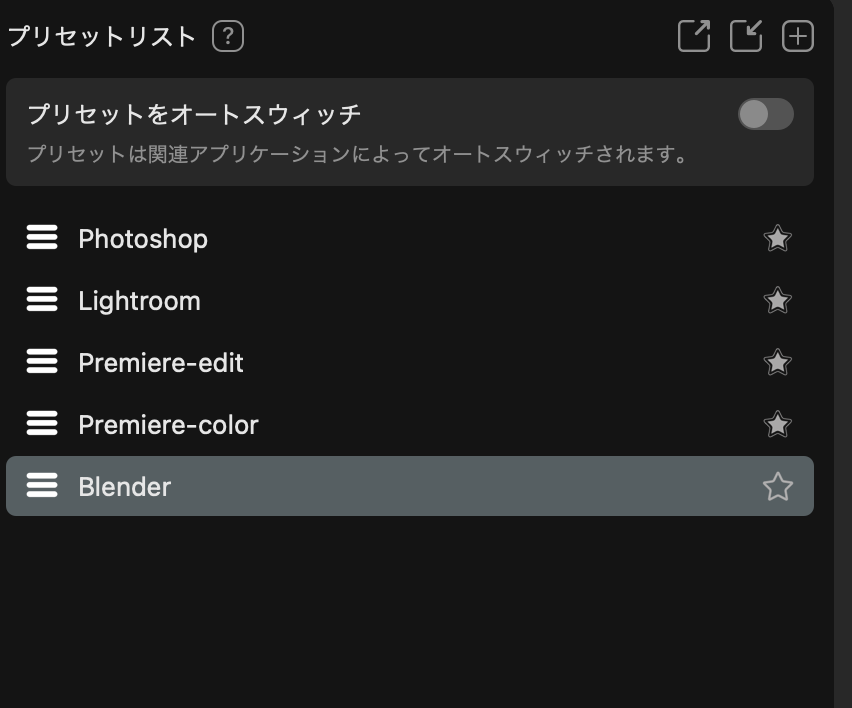 プリセットリスト ?
プリセットをオートスウィッチ
プリセットは関連アプリケーションによってオートスウィッチされます。
Photoshop
Lightroom
Premiere-edit
Premiere-color
Blender